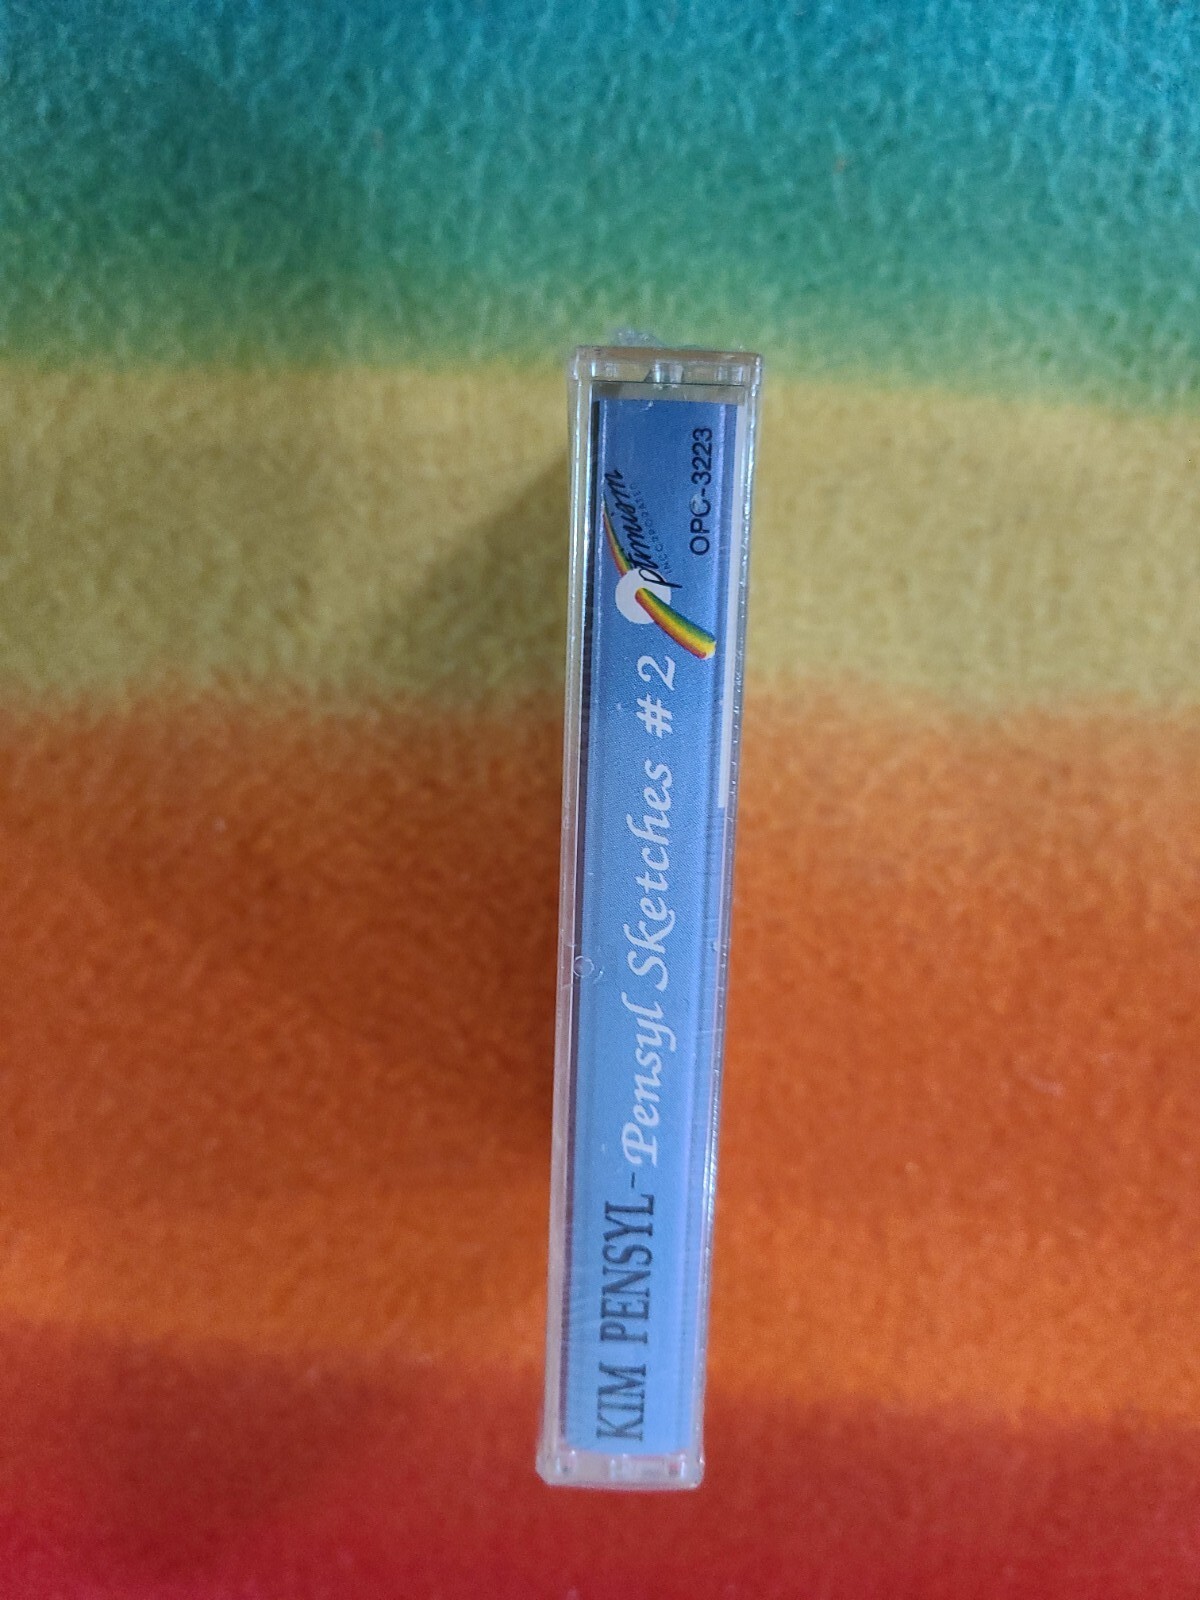 KIM PENSYL-Pensyl Sketches #2
Optimism
INCORPORATED
OPC-3223